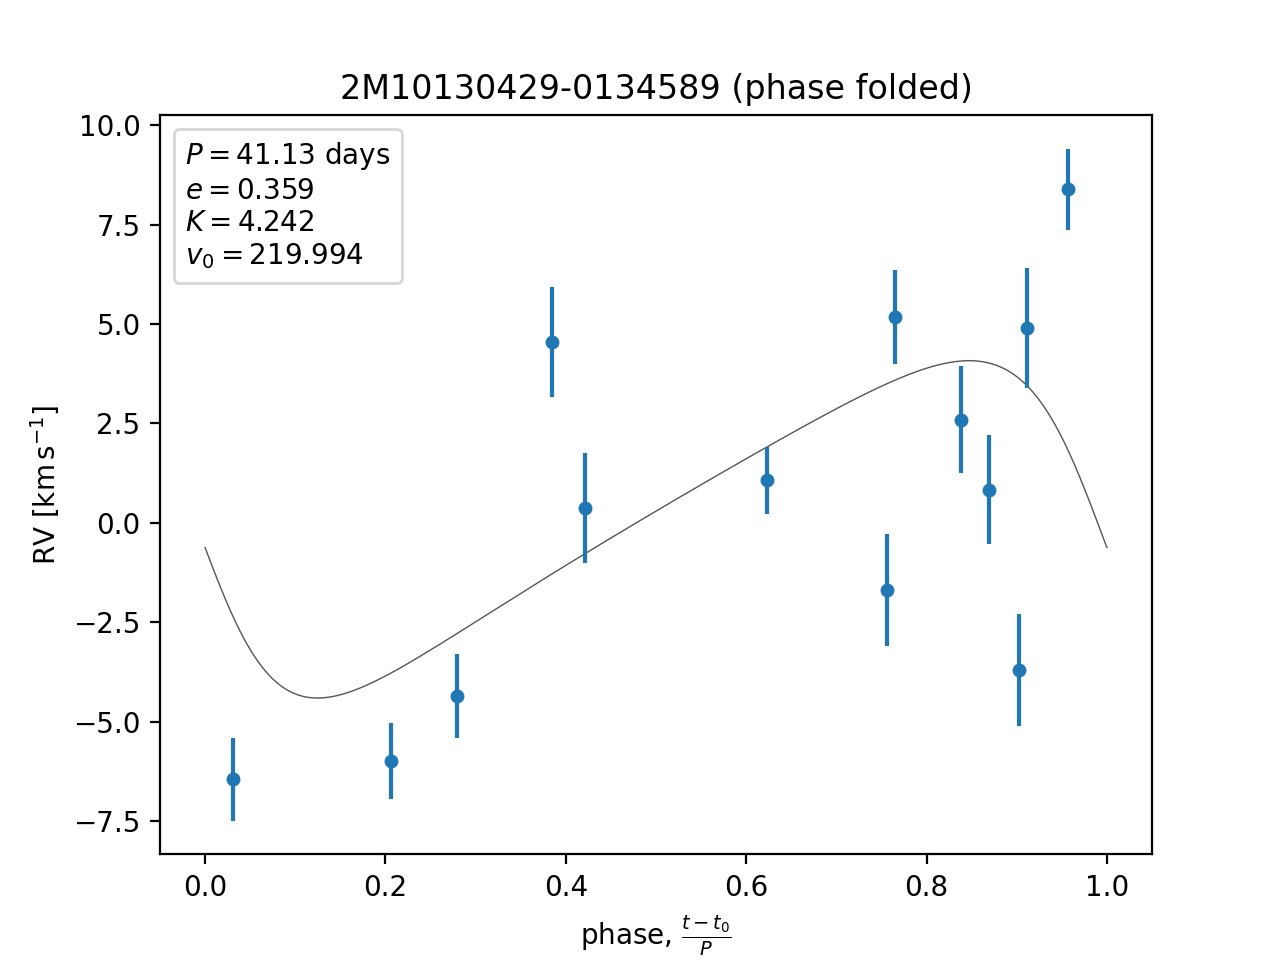 2M10130429-0134589 (phase folded)
P = 41.13 days
e = 0.359
K = 4.242
v₀ = 219.994
10.0
7.5
5.0
2.5
0.0
−2.5
−5.0
−7.5
RV [km s⁻¹]
0.0 0.2 0.4 0.6 0.8 1.0
phase, (t − t₀)/P